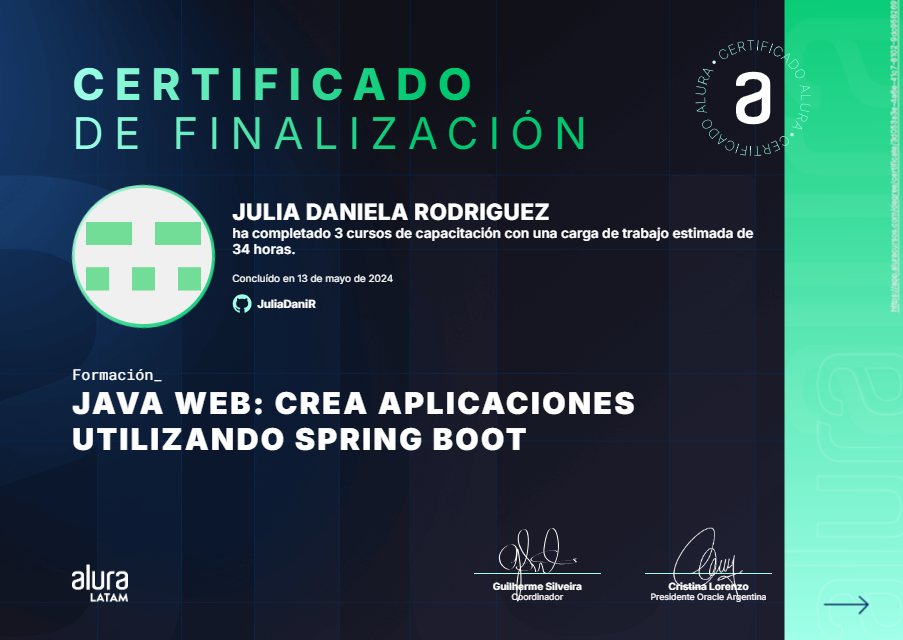 CERTIFICADO
DE FINALIZACIÓN
CERTIFICADO ALURA • CERTIFICADO ALURA •
a
JULIA DANIELA RODRIGUEZ
ha completado 3 cursos de capacitación con una carga de trabajo estimada de
34 horas.
Concluído en 13 de mayo de 2024
JuliaDaniR
Formación_
JAVA WEB: CREA APLICACIONES
UTILIZANDO SPRING BOOT
alura
LATAM
Guilherme Silveira
Coordinador
Cristina Lorenzo
Presidente Oracle Argentina
alura